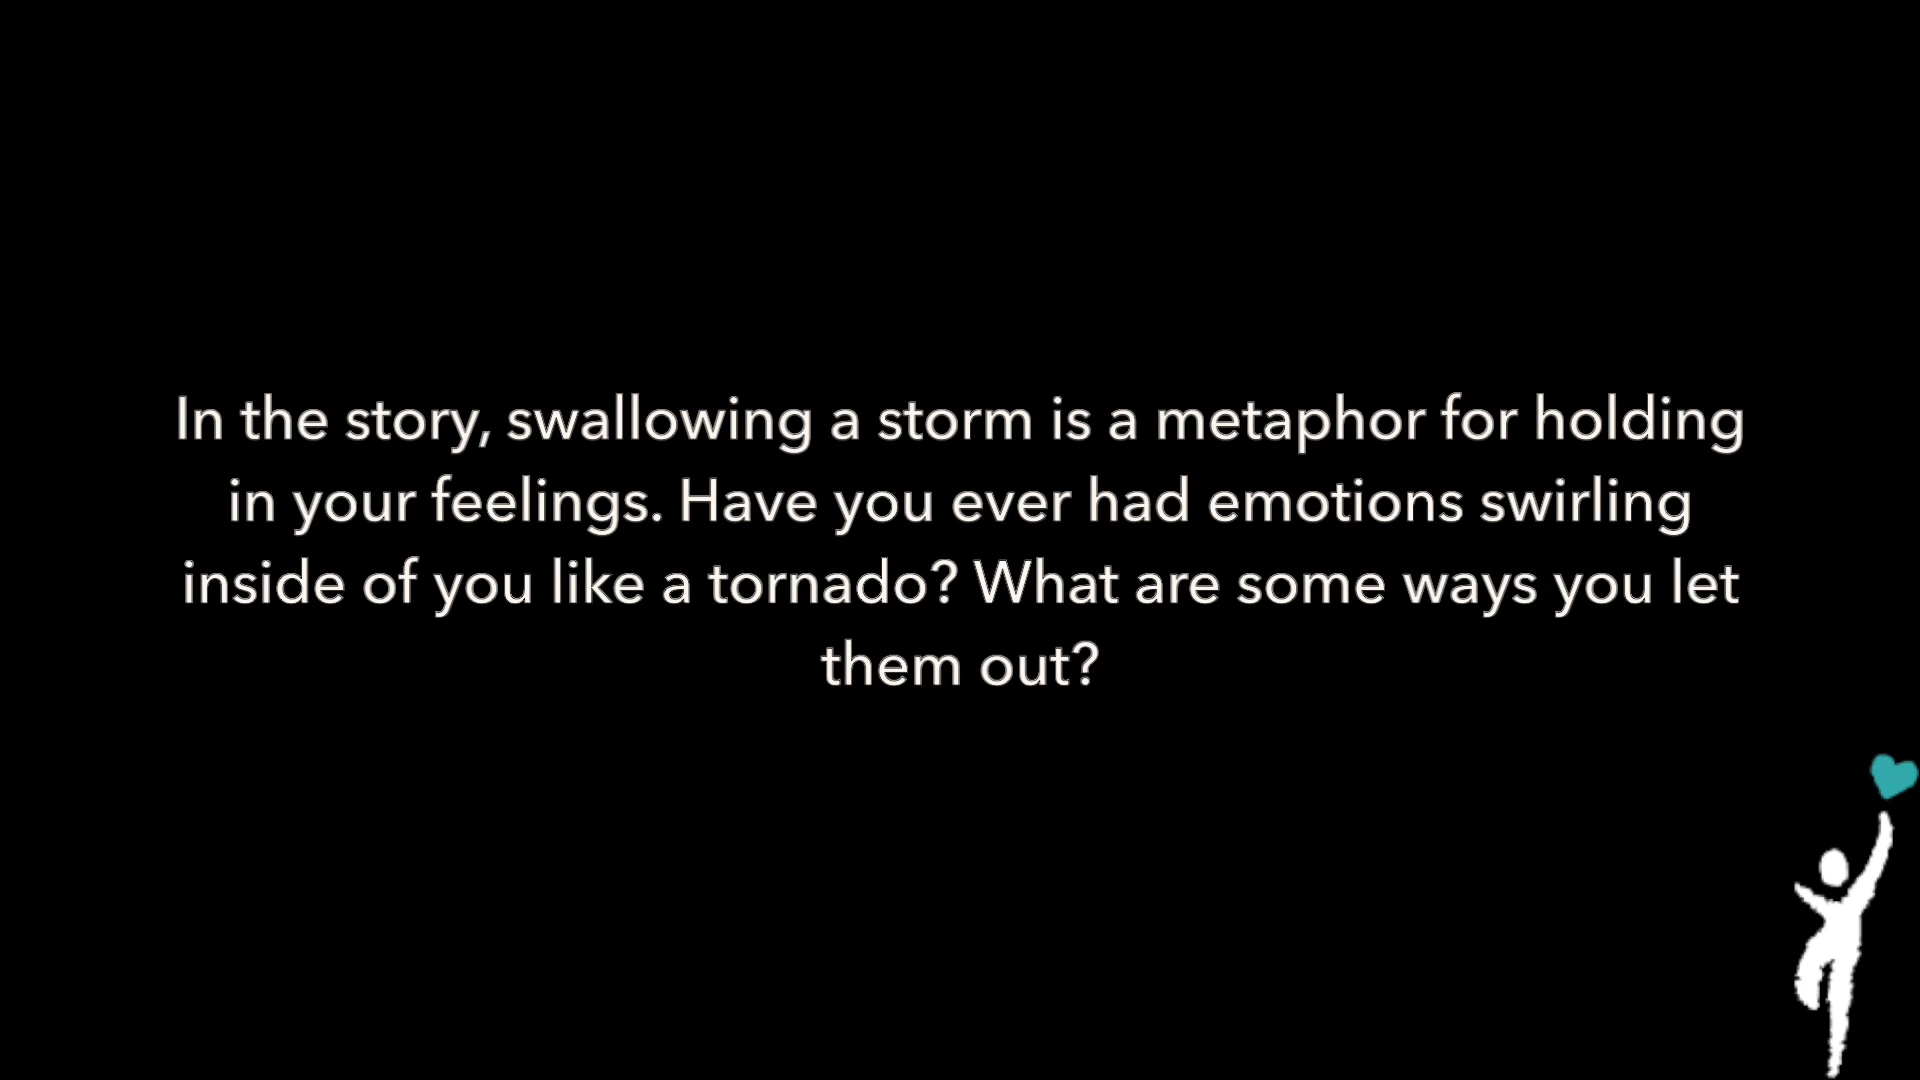 In the story, swallowing a storm is a metaphor for holding
in your feelings. Have you ever had emotions swirling
inside of you like a tornado? What are some ways you let
them out?